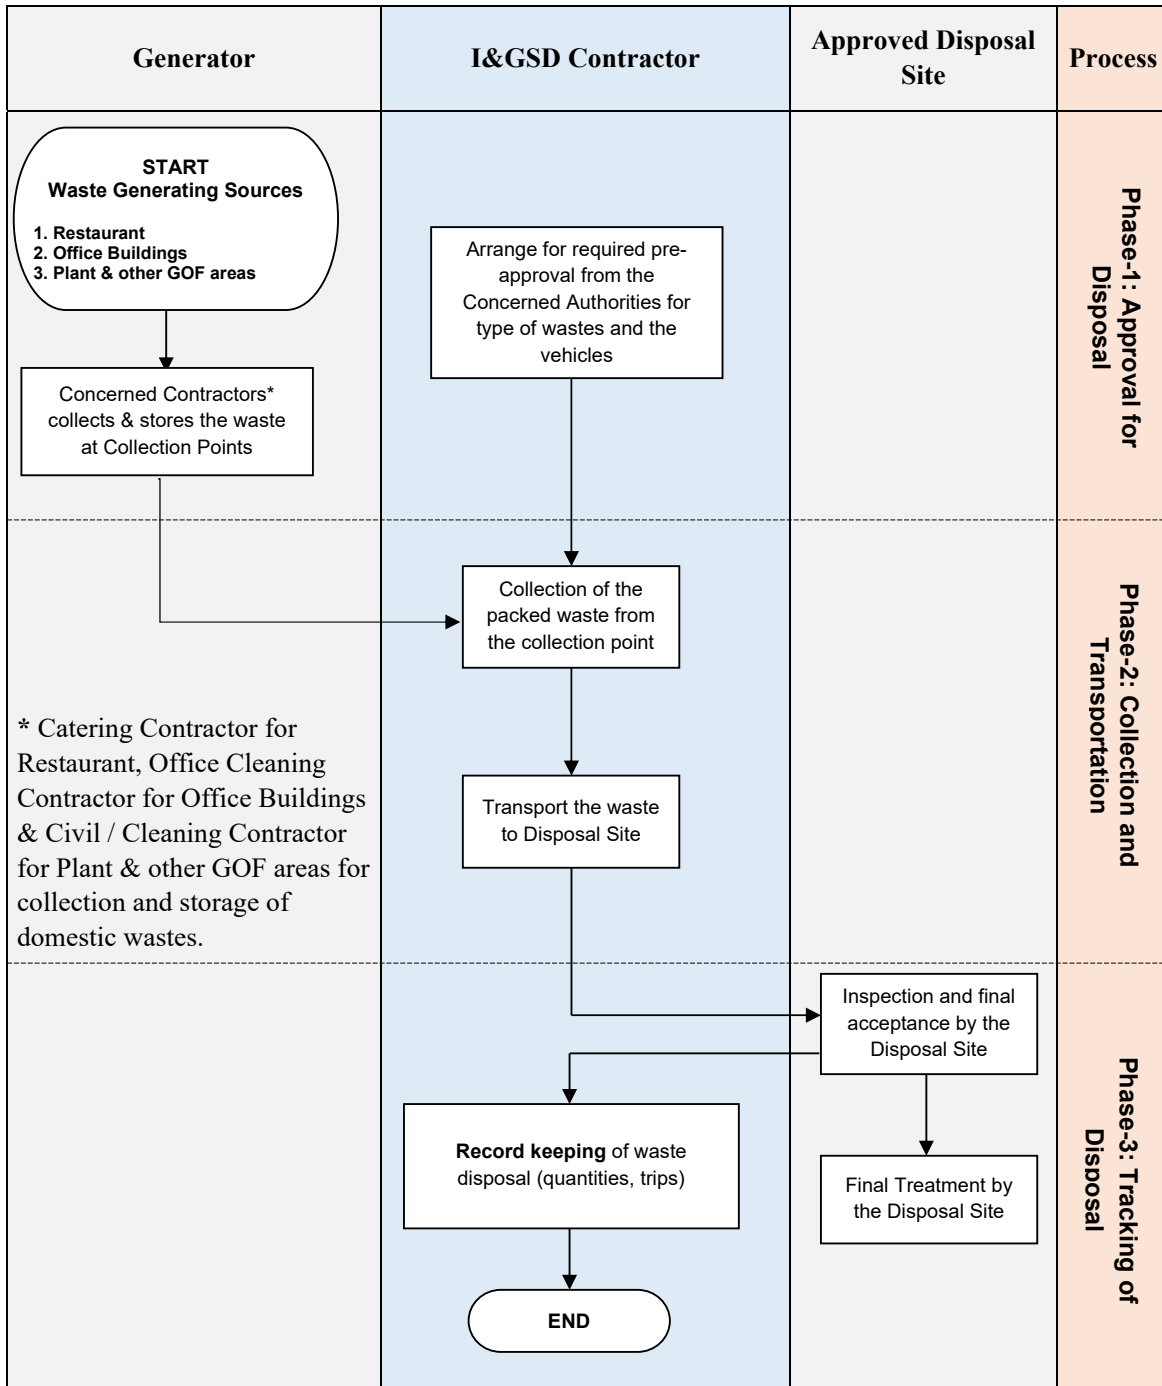 Generator
I&GSD Contractor
Approved Disposal
Site
Process
START
Waste Generating Sources
1. Restaurant
2. Office Buildings
3. Plant & other GOF areas
Arrange for required pre-
approval from the
Concerned Authorities for
type of wastes and the
vehicles
Concerned Contractors*
collects & stores the waste
at Collection Points
Phase-1: Approval for
Disposal
Collection of the
packed waste from
the collection point
* Catering Contractor for
Restaurant, Office Cleaning
Contractor for Office Buildings
& Civil / Cleaning Contractor
for Plant & other GOF areas for
collection and storage of
domestic wastes.
Transport the waste
to Disposal Site
Phase-2: Collection and
Transportation
Inspection and final
acceptance by the
Disposal Site
Record keeping of waste
disposal (quantities, trips)
Final Treatment by
the Disposal Site
END
Phase-3: Tracking of
Disposal